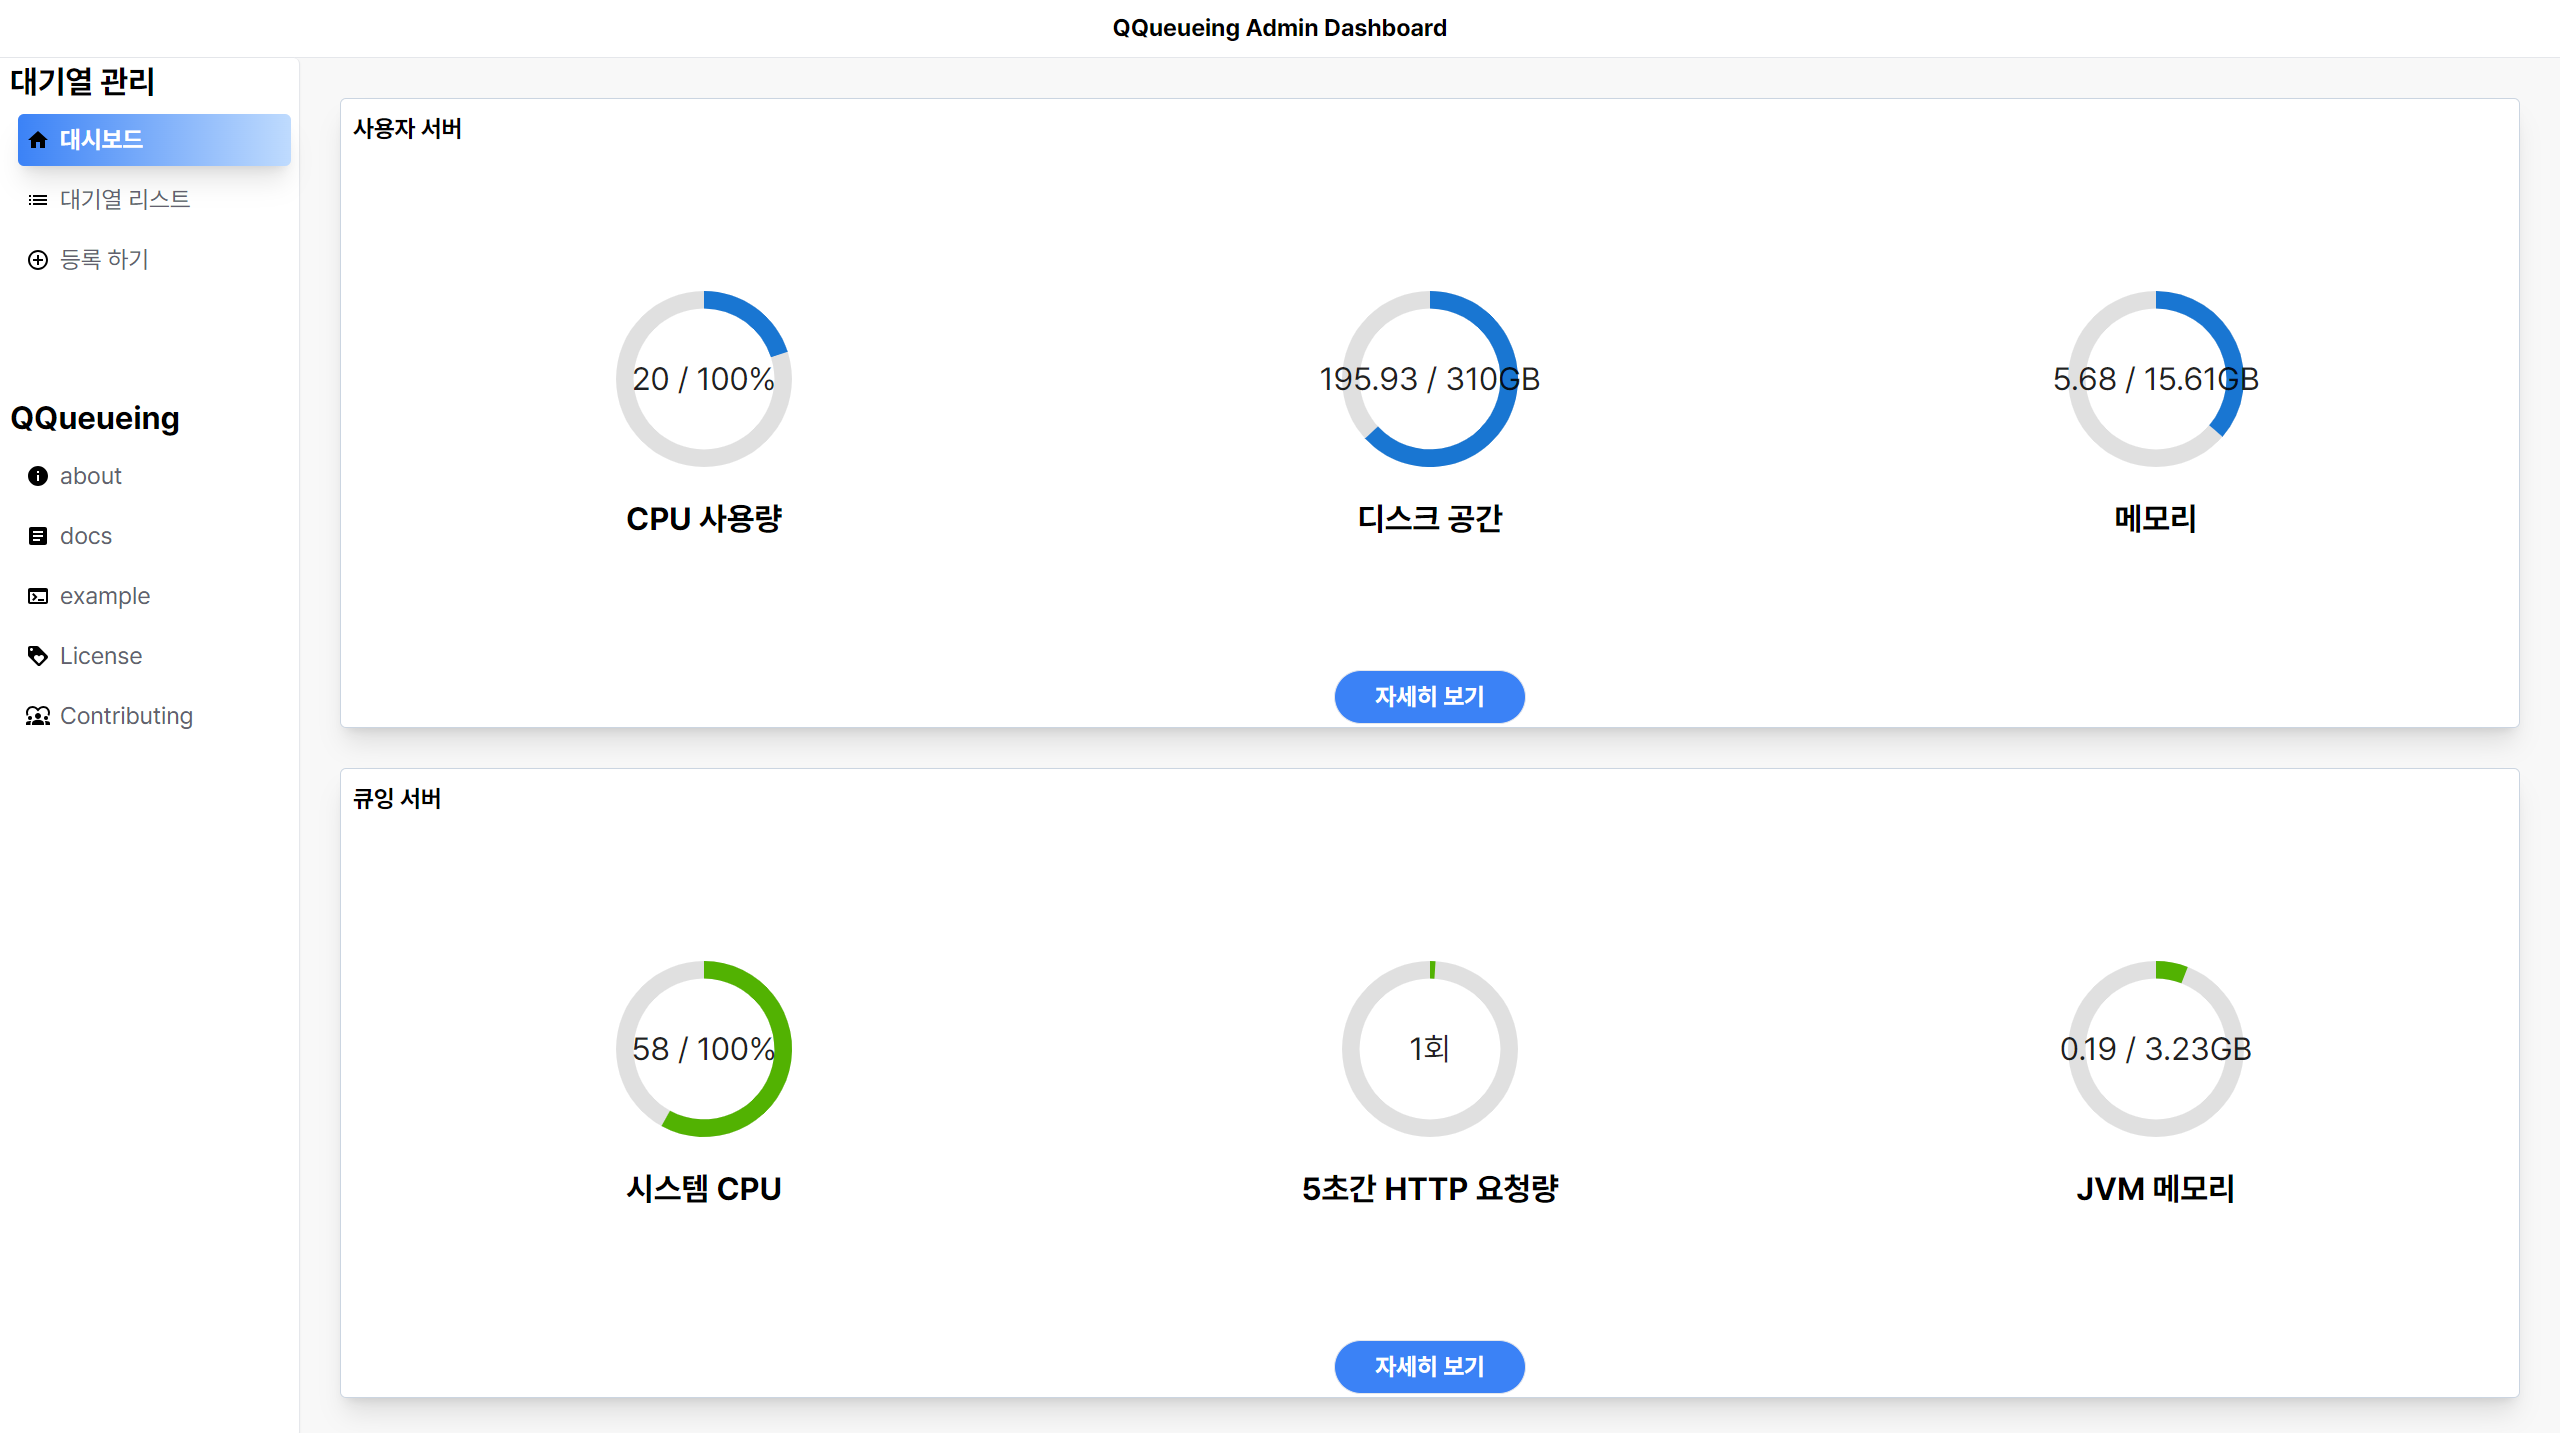 QQueueing Admin Dashboard
대기열 관리
대시보드
대기열 리스트
등록 하기
QQueueing
about
docs
example
License
Contributing
사용자 서버
20 / 100%
195.93 / 310GB
5.68 / 15.61GB
CPU 사용량
디스크 공간
메모리
자세히 보기
큐잉 서버
58 / 100%
1회
0.19 / 3.23GB
시스템 CPU
5초간 HTTP 요청량
JVM 메모리
자세히 보기